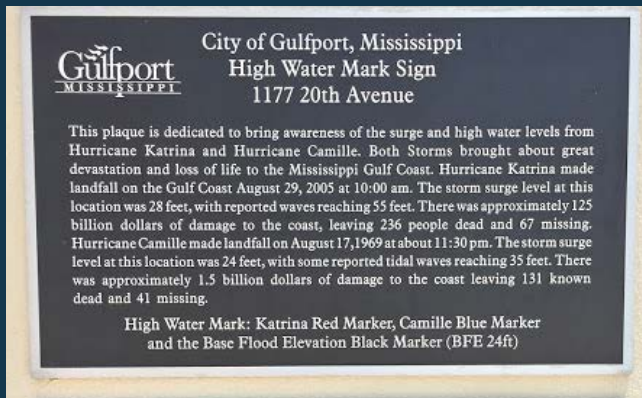 Gulfport
MISSISSIPPI
City of Gulfport, Mississippi
High Water Mark Sign
1177 20th Avenue
This plaque is dedicated to bring awareness of the surge and high water levels from
Hurricane Katrina and Hurricane Camille. Both Storms brought about great
devastation and loss of life to the Mississippi Gulf Coast. Hurricane Katrina made
landfall on the Gulf Coast August 29, 2005 at 10:00 am. The storm surge level at this
location was 28 feet, with reported waves reaching 55 feet. There was approximately 125
billion dollars of damage to the coast, leaving 236 people dead and 67 missing.
Hurricane Camille made landfall on August 17,1969 at about 11:30 pm. The storm surge
level at this location was 24 feet, with some reported tidal waves reaching 35 feet. There
was approximately 1.5 billion dollars of damage to the coast leaving 131 known
dead and 41 missing.
High Water Mark: Katrina Red Marker, Camille Blue Marker
and the Base Flood Elevation Black Marker (BFE 24ft)